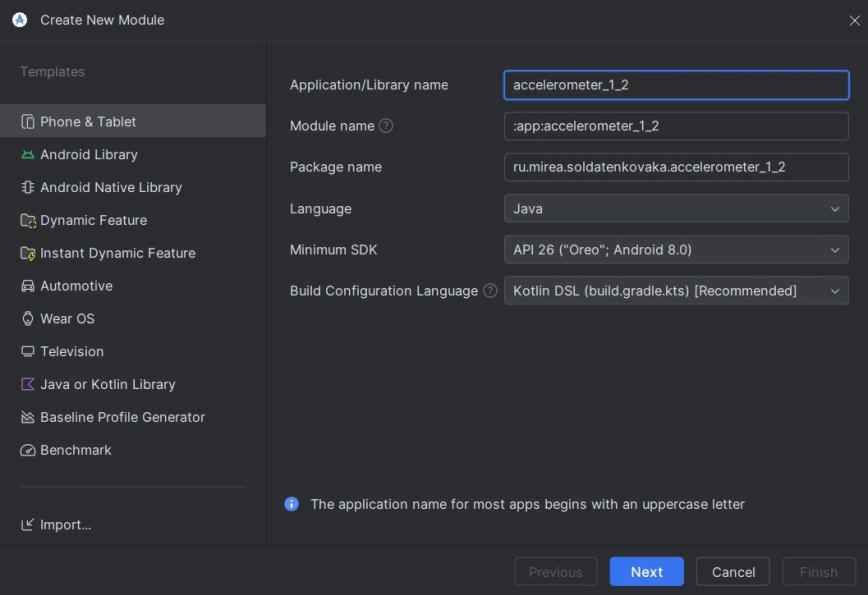 Create New Module
Templates
Phone & Tablet
Android Library
Android Native Library
Dynamic Feature
Instant Dynamic Feature
Automotive
Wear OS
Television
Java or Kotlin Library
Baseline Profile Generator
Benchmark
Import...
Application/Library name accelerometer_1_2
Module name :app:accelerometer_1_2
Package name ru.mirea.soldatenkovaka.accelerometer_1_2
Language Java
Minimum SDK API 26 ("Oreo"; Android 8.0)
Build Configuration Language Kotlin DSL (build.gradle.kts) [Recommended]
The application name for most apps begins with an uppercase letter
Previous Next Cancel Finish